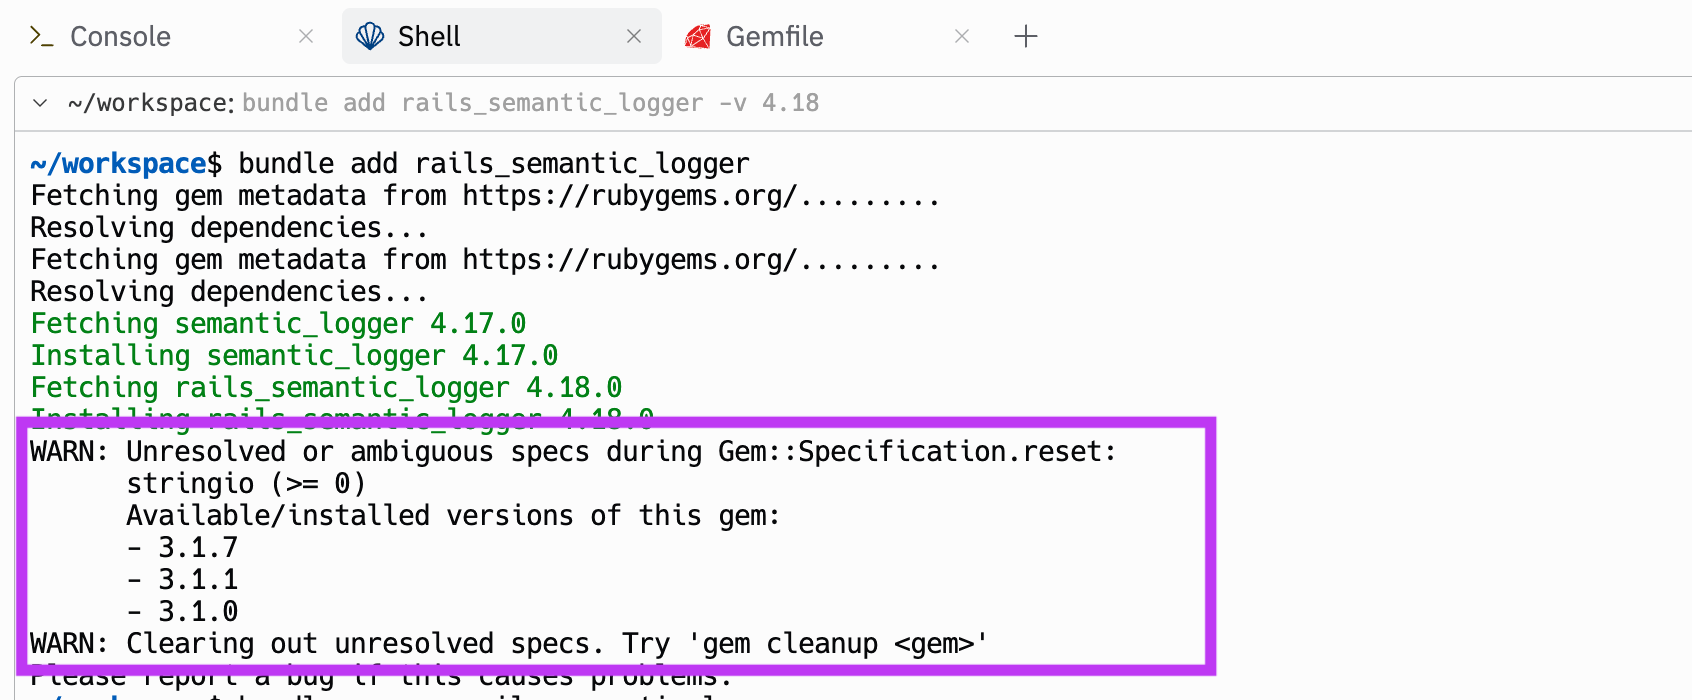 Console
Shell
Gemfile
~/workspace: bundle add rails_semantic_logger -v 4.18
~/workspace$ bundle add rails_semantic_logger
Fetching gem metadata from https://rubygems.org/.........
Resolving dependencies...
Fetching gem metadata from https://rubygems.org/.........
Resolving dependencies...
Fetching semantic_logger 4.17.0
Installing semantic_logger 4.17.0
Fetching rails_semantic_logger 4.18.0
Installing rails_semantic_logger 4.18.0
WARN: Unresolved or ambiguous specs during Gem::Specification.reset:
stringio (>= 0)
Available/installed versions of this gem:
- 3.1.7
- 3.1.1
- 3.1.0
WARN: Clearing out unresolved specs. Try 'gem cleanup <gem>'
Please report a bug if this causes problems.